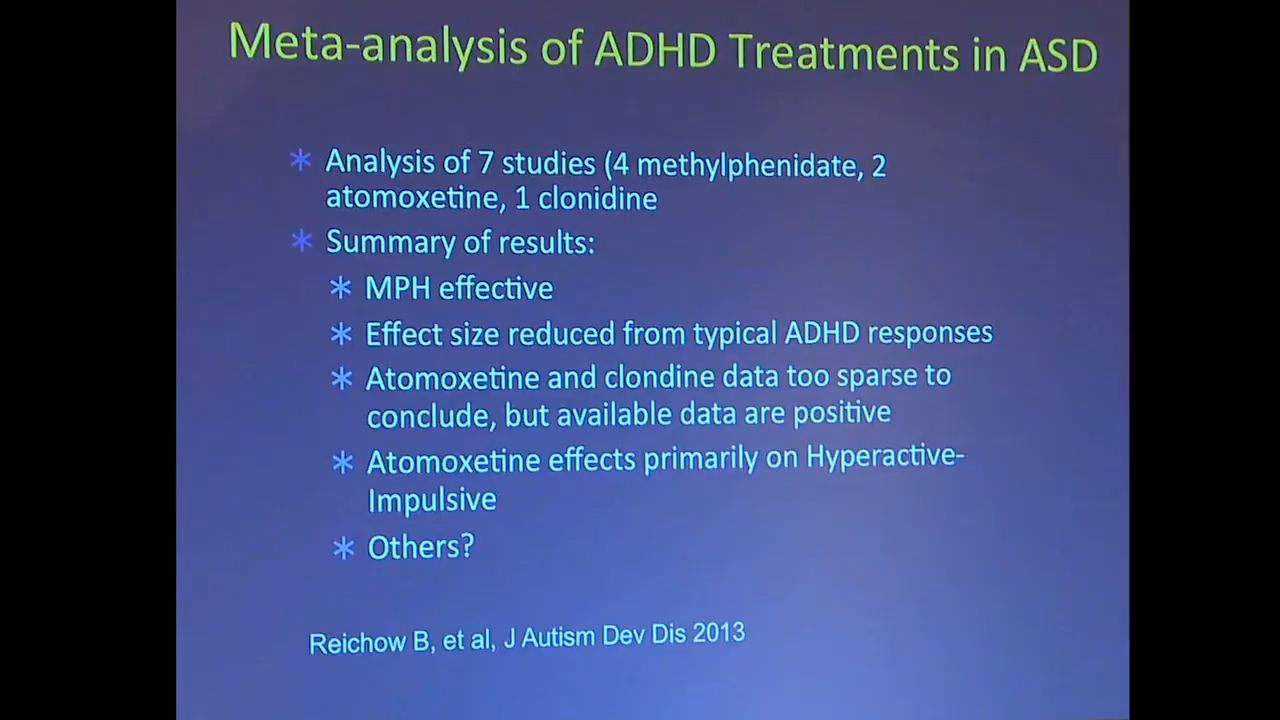 Meta-analysis of ADHD Treatments in ASD
* Analysis of 7 studies (4 methylphenidate, 2
atomoxetine, 1 clonidine
* Summary of results:
* MPH effective
* Effect size reduced from typical ADHD responses
* Atomoxetine and clondine data too sparse to
conclude, but available data are positive
* Atomoxetine effects primarily on Hyperactive-
Impulsive
* Others?
Reichow B, et al, J Autism Dev Dis 2013